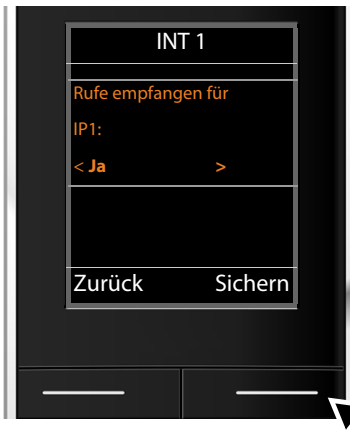 INT 1
Rufe empfangen für
IP1:
< Ja >
Zurück Sichern